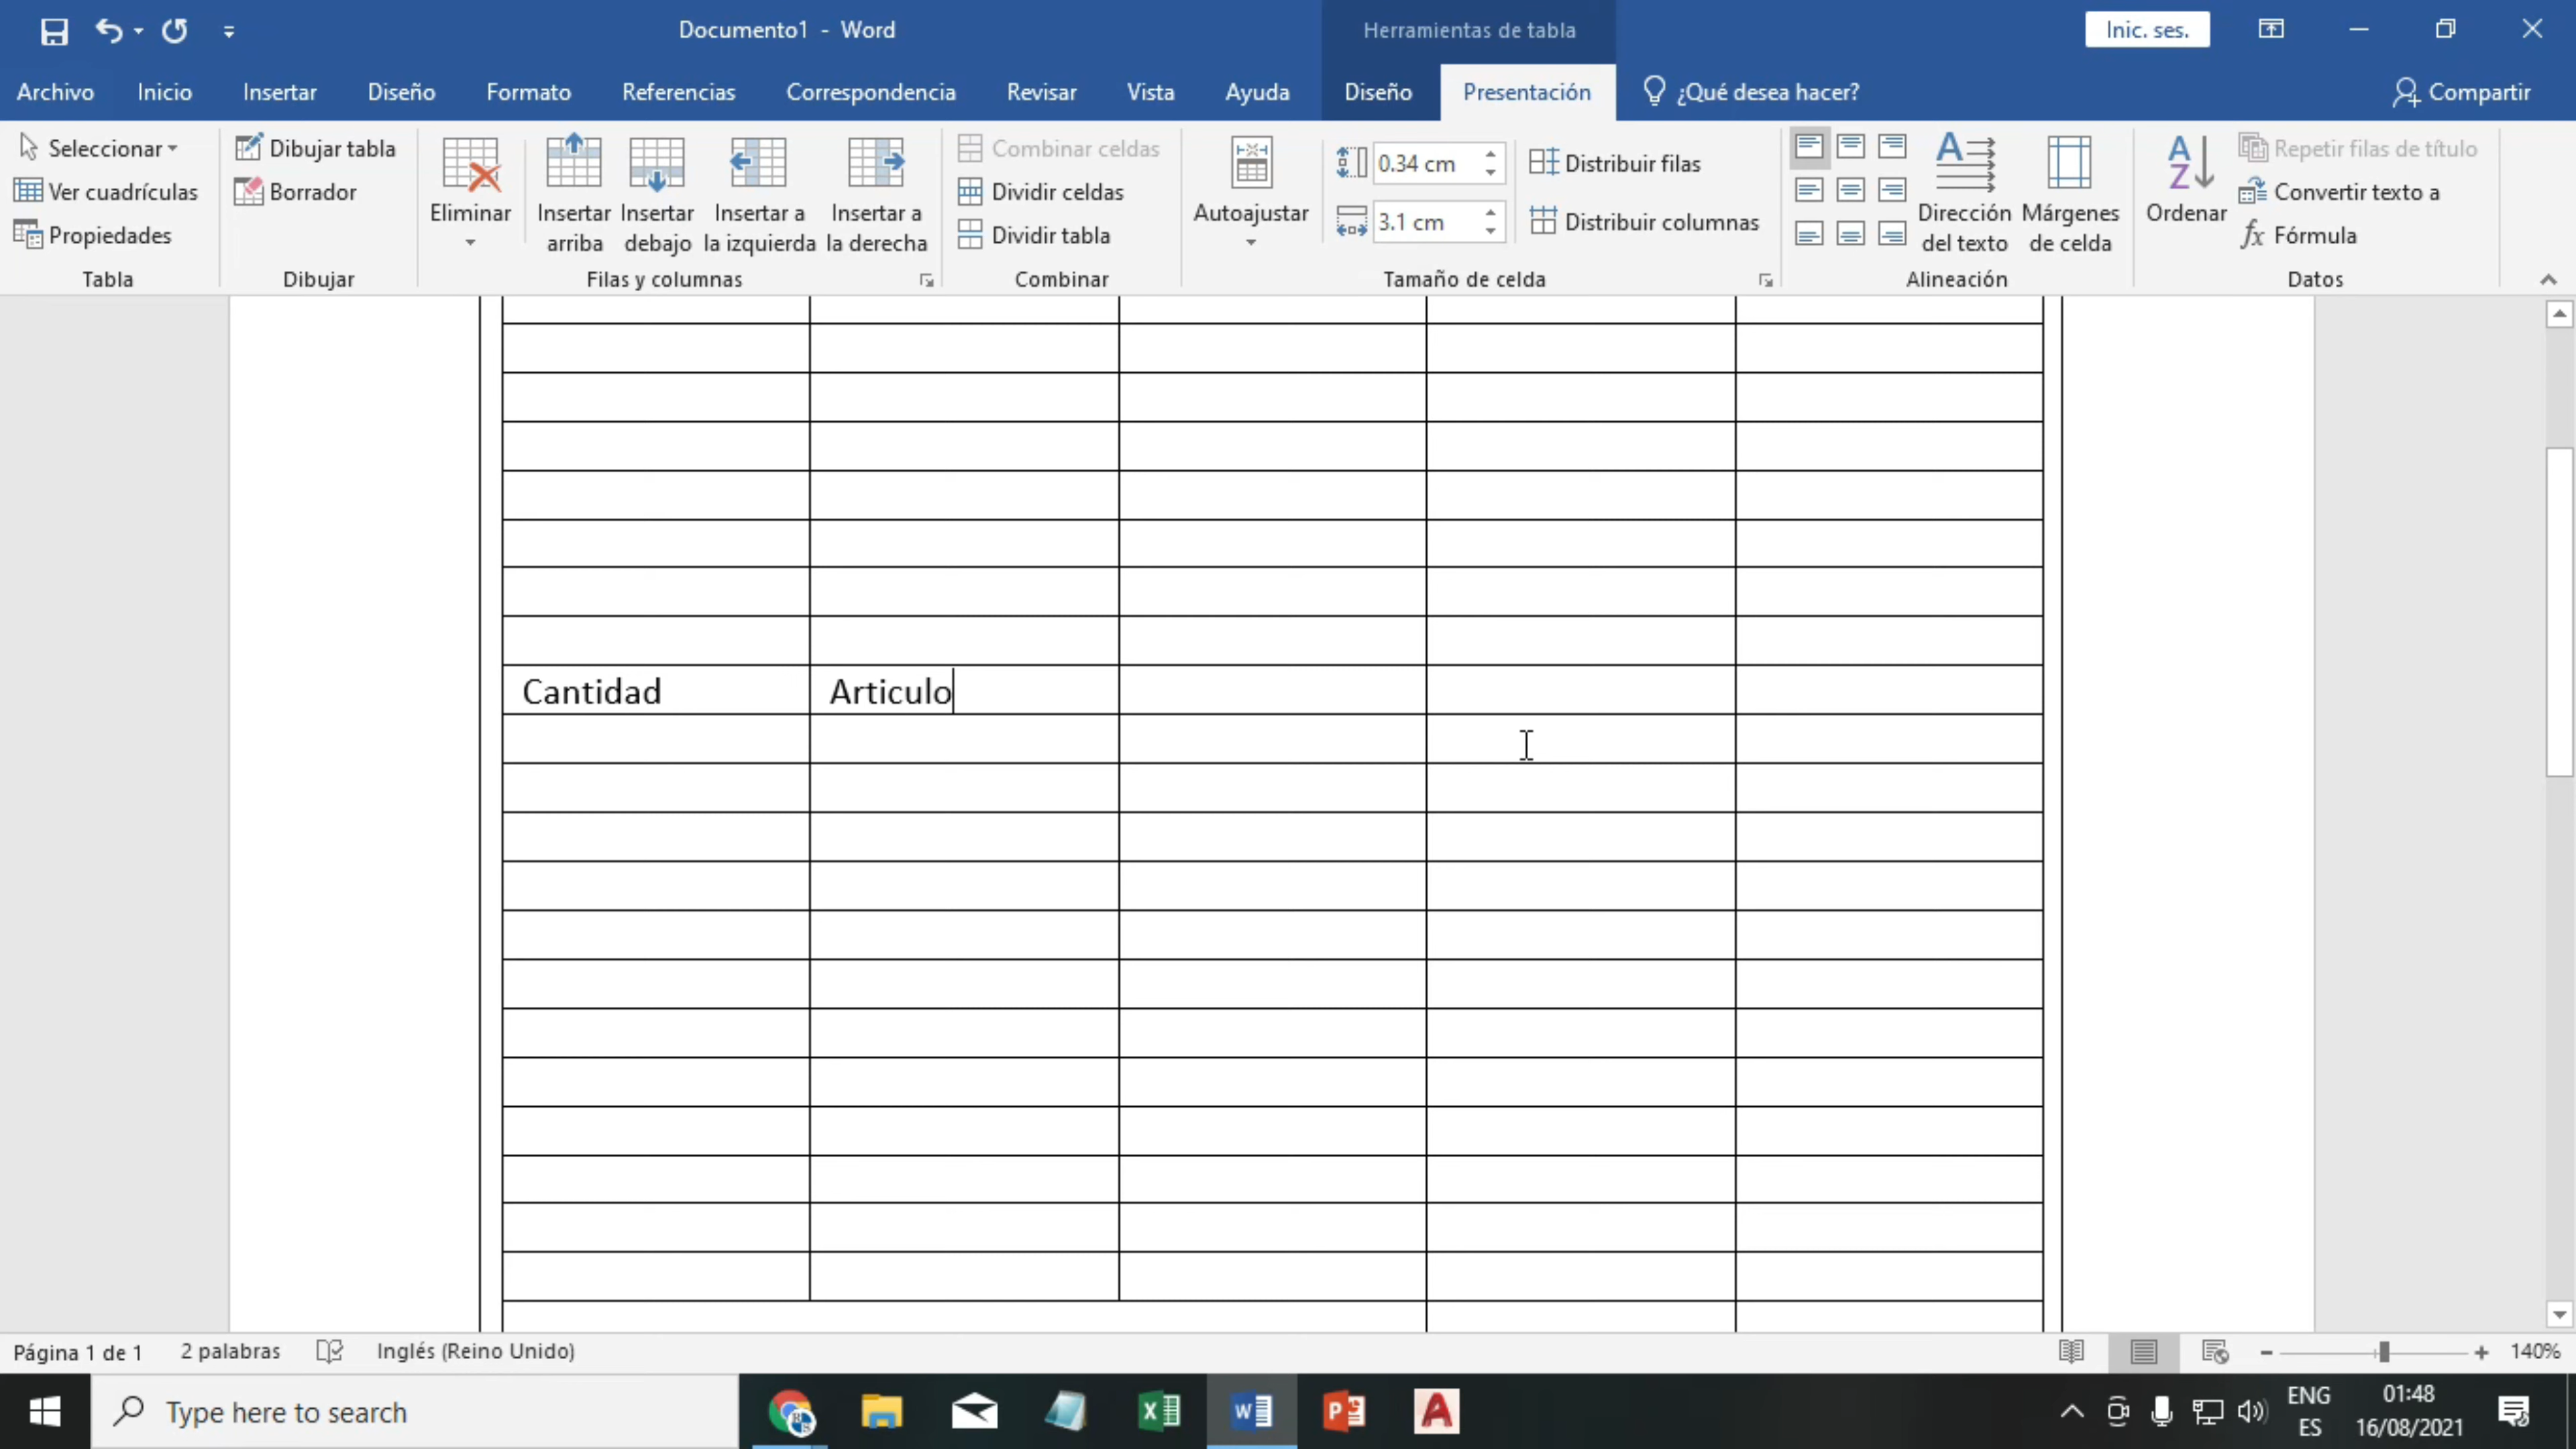 Documento1 - Word
Herramientas de tabla
Inic. ses.
Archivo Inicio Insertar Diseño Formato Referencias Correspondencia Revisar Vista Ayuda Diseño Presentación ¿Qué desea hacer? Compartir
Seleccionar
Ver cuadrículas
Propiedades
Tabla
Dibujar tabla
Borrador
Dibujar
Eliminar
Insertar arriba
Insertar debajo
Insertar a la izquierda
Insertar a la derecha
Filas y columnas
Combinar celdas
Dividir celdas
Dividir tabla
Combinar
Autoajustar
0.34 cm
3.1 cm
Distribuir filas
Distribuir columnas
Tamaño de celda
Dirección del texto
Márgenes de celda
Alineación
Ordenar
Repetir filas de título
Convertir texto a
Fórmula
Datos
Cantidad Articulo
Página 1 de 1 2 palabras Inglés (Reino Unido) 140%
Type here to search
ENG
ES
01:48
16/08/2021